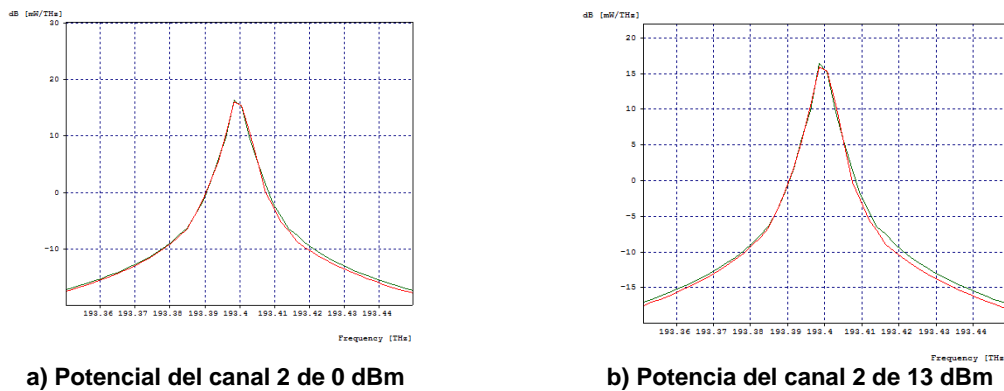 dB [mW/THz]
30
20
10
0
-10
193.36 193.37 193.38 193.39 193.4 193.41 193.42 193.43 193.44
Frequency [THz]
a) Potencial del canal 2 de 0 dBm
dB [mW/THz]
20
15
10
5
0
-5
-10
-15
193.36 193.37 193.38 193.39 193.4 193.41 193.42 193.43 193.44
Frequency [THz
b) Potencia del canal 2 de 13 dBm